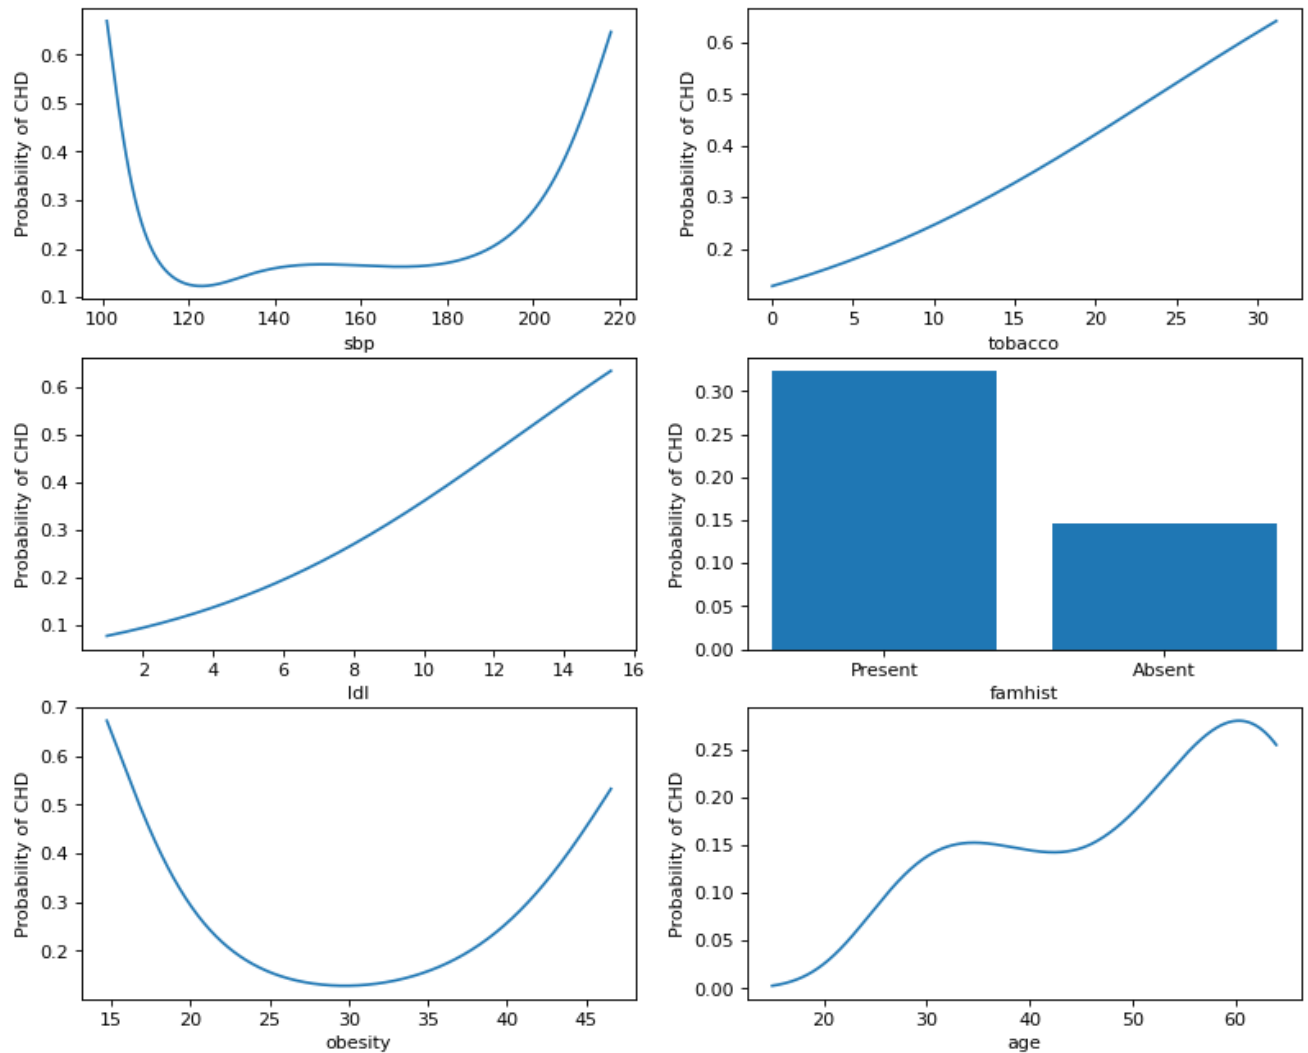 Probability of CHD
0.6
0.5
0.4
0.3
0.2
0.1
100 120 140 160 180 200 220
sbp
Probability of CHD
0.6
0.5
0.4
0.3
0.2
0 5 10 15 20 25 30
tobacco
Probability of CHD
0.6
0.5
0.4
0.3
0.2
0.1
2 4 6 8 10 12 14 16
ldl
Probability of CHD
0.30
0.25
0.20
0.15
0.10
0.05
0.00
Present Absent
famhist
Probability of CHD
0.7
0.6
0.5
0.4
0.3
0.2
15 20 25 30 35 40 45
obesity
Probability of CHD
0.25
0.20
0.15
0.10
0.05
0.00
20 30 40 50 60
age